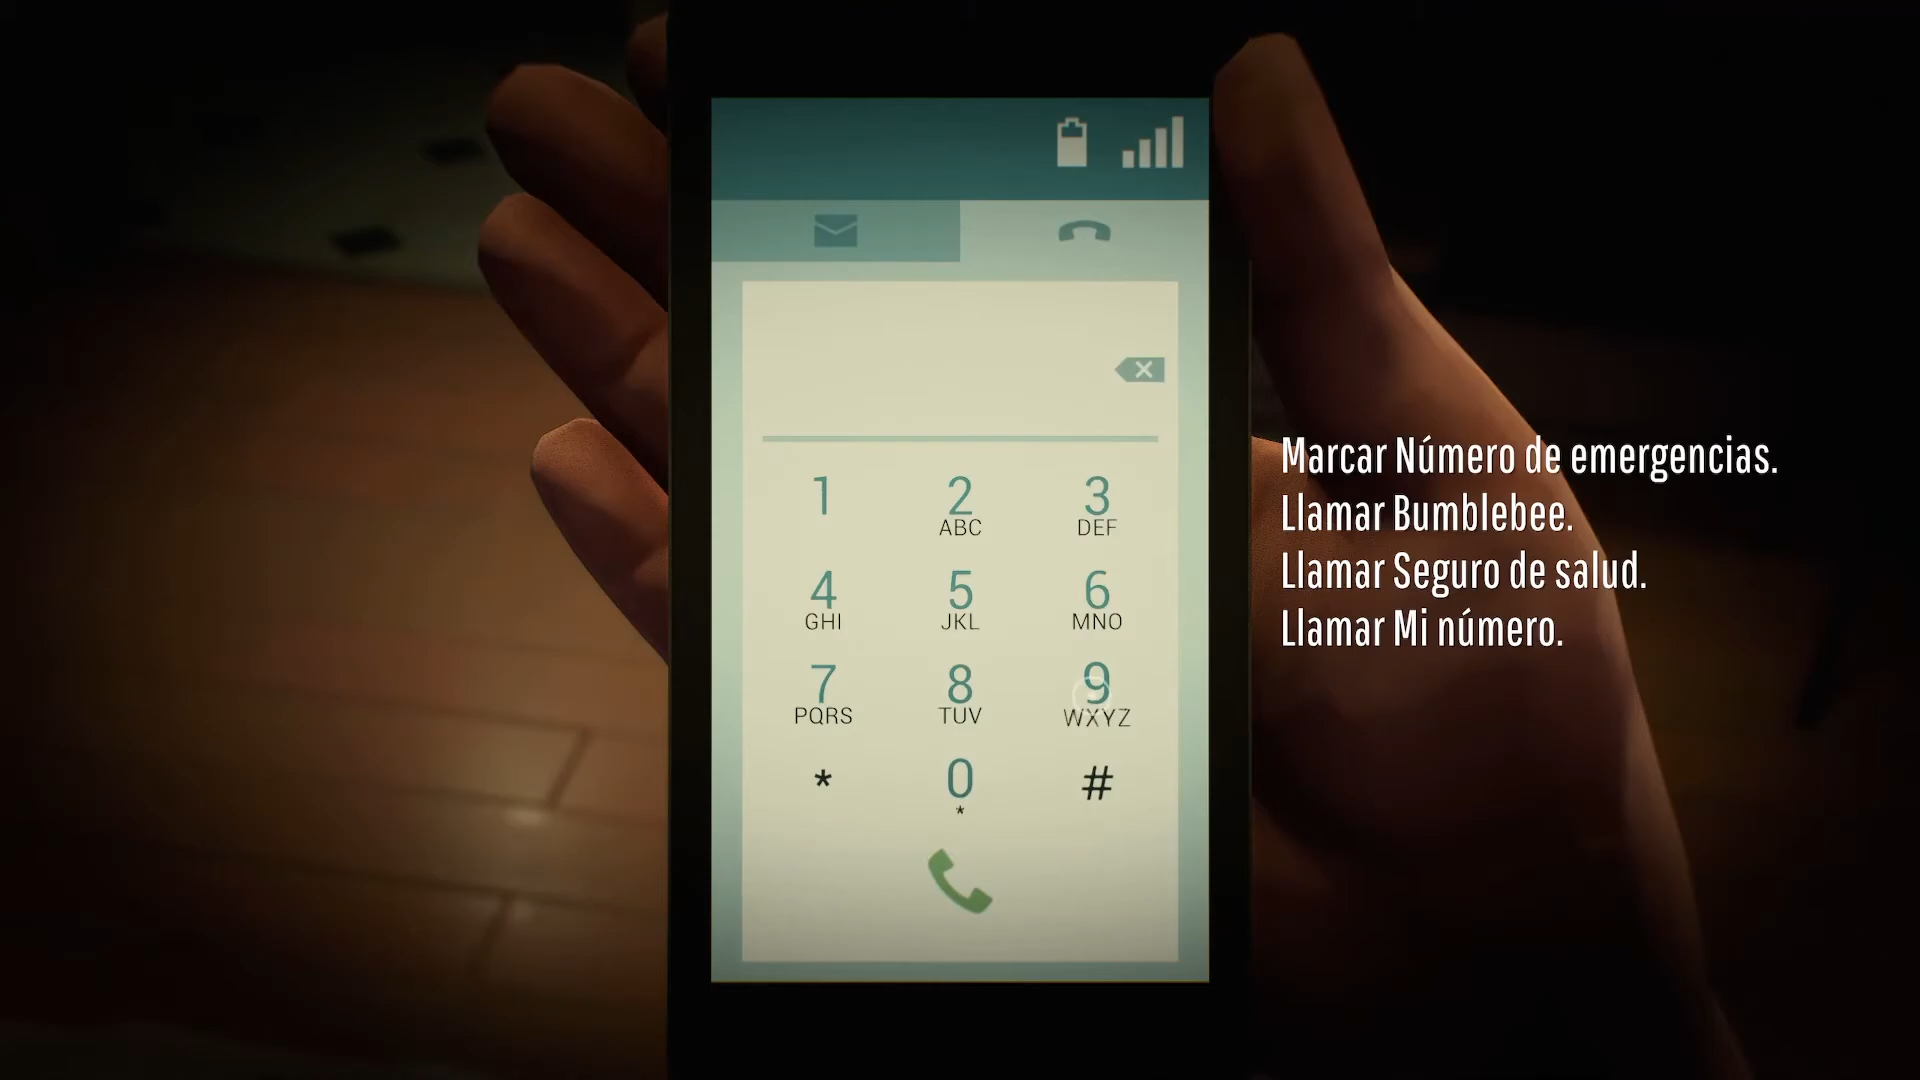 1
2
3
ABC
DEF
4
5
6
GHI
JKL
MNO
7
8
9
PQRS
TUV
WXYZ
*
0
#
*
Marcar Número de emergencias.
Llamar Bumblebee.
Llamar Seguro de salud.
Llamar Mi número.